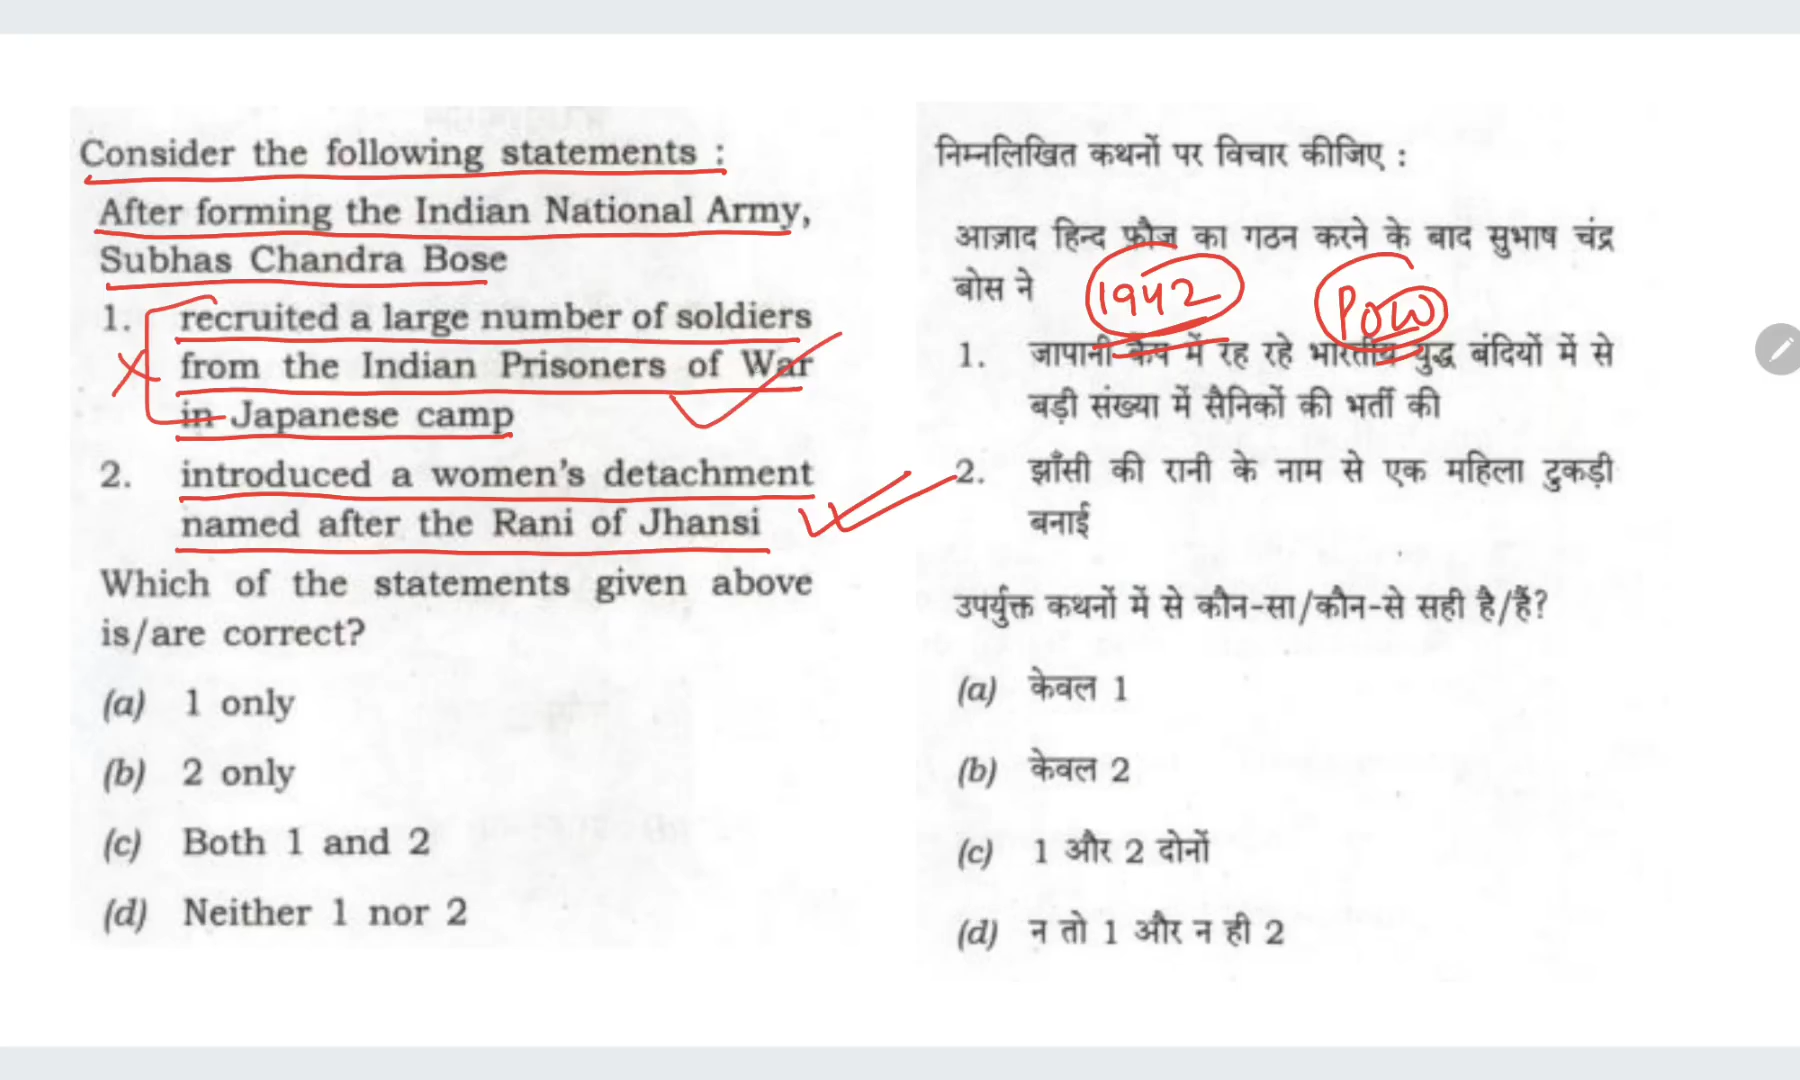 Consider the following statements :
After forming the Indian National Army,
Subhas Chandra Bose
1. recruited a large number of soldiers
from the Indian Prisoners of War
in Japanese camp
2. introduced a women's detachment
named after the Rani of Jhansi
Which of the statements given above
is/are correct?
(a) 1 only
(b) 2 only
(c) Both 1 and 2
(d) Neither 1 nor 2
निम्नलिखित कथनों पर विचार कीजिए :
आज़ाद हिन्द फ़ौज का गठन करने के बाद सुभाष चंद्र
बोस ने
1942
POW
1. जापानी कैंप में रह रहे भारतीय युद्ध बंदियों में से
बड़ी संख्या में सैनिकों की भर्ती की
2. झाँसी की रानी के नाम से एक महिला टुकड़ी
बनाई
उपर्युक्त कथनों में से कौन-सा/कौन-से सही है/हैं?
(a) केवल 1
(b) केवल 2
(c) 1 और 2 दोनों
(d) न तो 1 और न ही 2